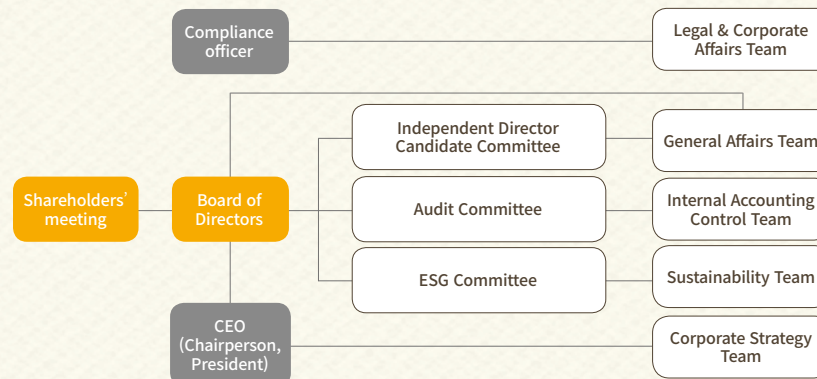 Compliance
officer
Legal & Corporate
Affairs Team
Independent Director
Candidate Committee
General Affairs Team
Shareholders'
meeting
Board of
Directors
Audit Committee
Internal Accounting
Control Team
ESG Committee
Sustainability Team
CEO
(Chairperson,
President)
Corporate Strategy
Team